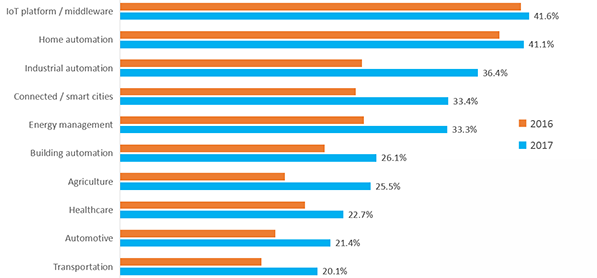 IoT platform / middleware
41.6%
Home automation
41.1%
Industrial automation
36.4%
Connected / smart cities
33.4%
Energy management
33.3%
2016
2017
Building automation
26.1%
Agriculture
25.5%
Healthcare
22.7%
Automotive
21.4%
Transportation
20.1%